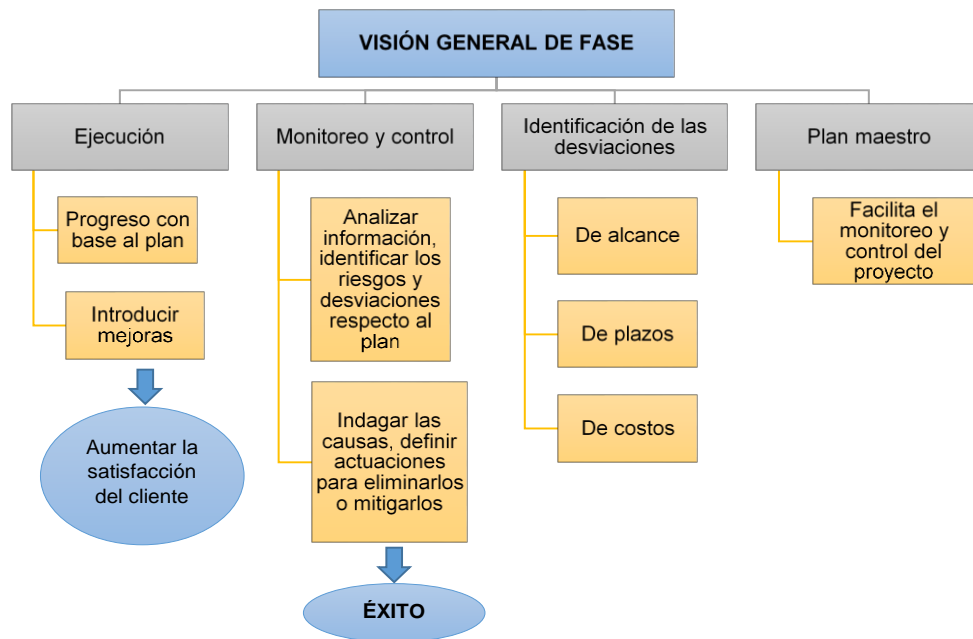 VISIÓN GENERAL DE FASE
Ejecución
Progreso con
base al plan
Introducir
mejoras
Aumentar la
satisfacción
del cliente
Monitoreo y control
Analizar
información,
identificar los
riesgos y
desviaciones
respecto al
plan
Indagar las
causas, definir
actuaciones
para eliminarlos
o mitigarlos
ÉXITO
Identificación de las
desviaciones
De alcance
De plazos
De costos
Plan maestro
Facilita el
monitoreo y
control del
proyecto